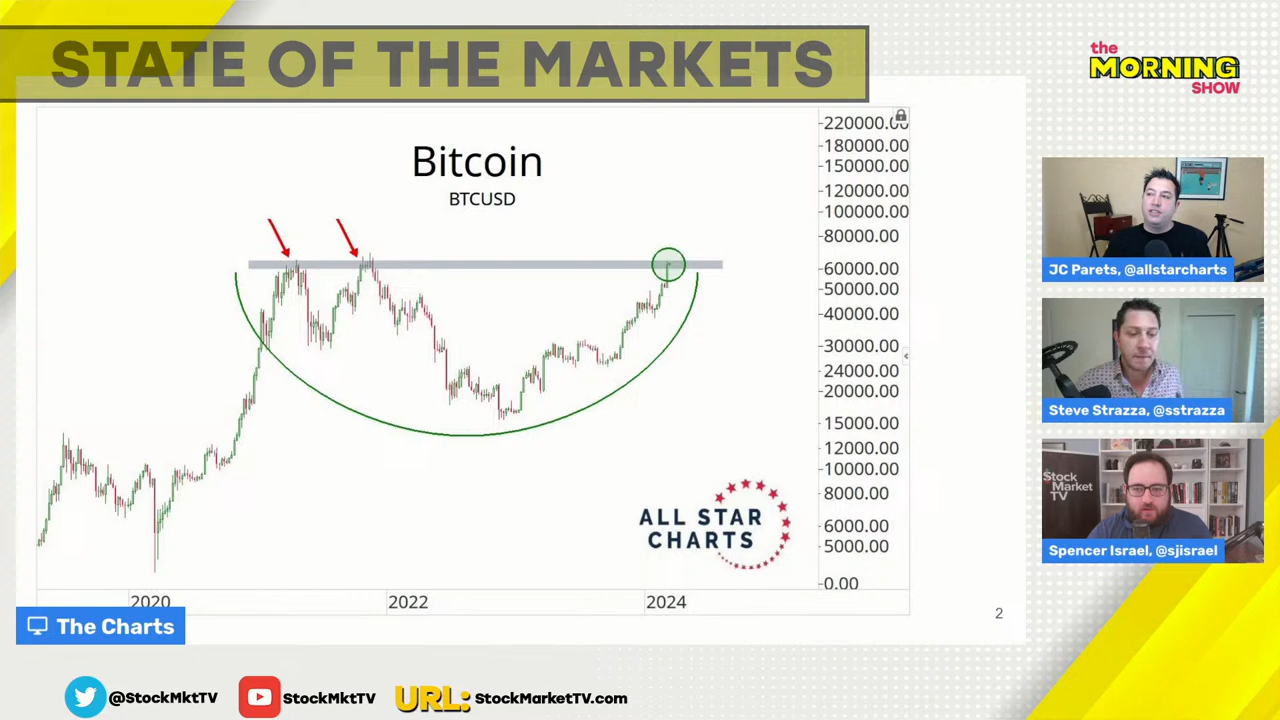 STATE OF THE MARKETS
the
MORNING
SHOW
Bitcoin
BTCUSD
220000.00
180000.00
150000.00
120000.00
100000.00
80000.00
60000.00
50000.00
40000.00
30000.00
24000.00
20000.00
15000.00
12000.00
10000.00
8000.00
6000.00
5000.00
0.00
2020
2022
2024
ALL STAR
CHARTS
2
The Charts
JC Parets, @allstarcharts
Steve Strazza, @sstrazza
Stock
Market
TV
Spencer Israel, @sjisrael
@StockMktTV
StockMktTV
URL: StockMarketTV.com